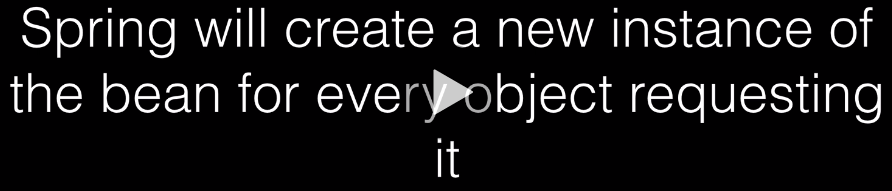 Spring will create a new instance of
the bean for every object requesting
it